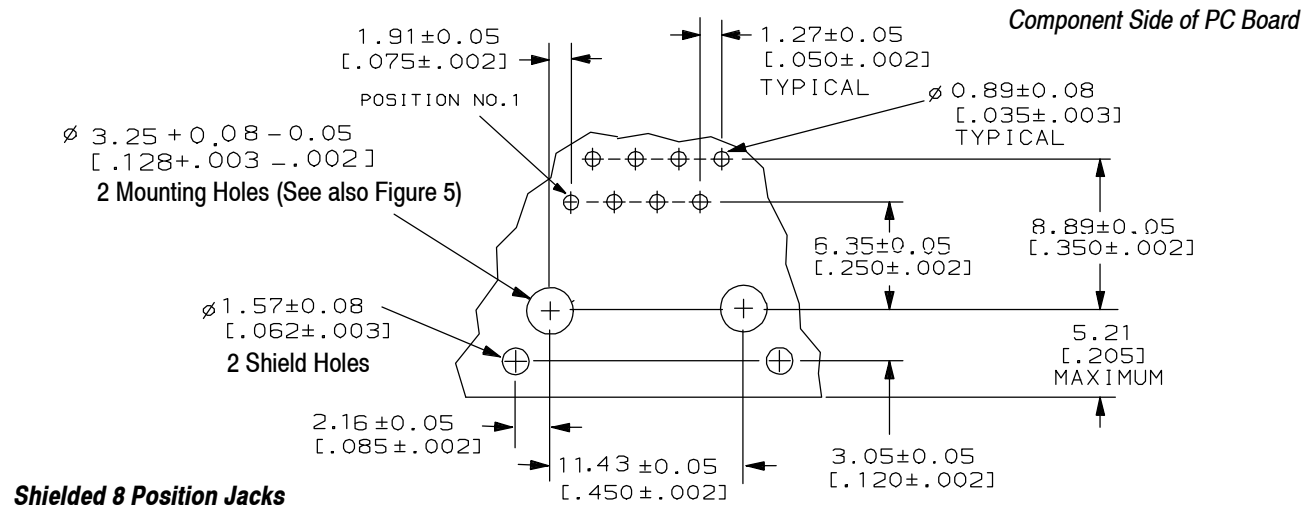 Component Side of PC Board
1.91±0.05
[.075±.002]
1.27±0.05
[.050±.002]
TYPICAL
POSITION NO.1
⌀ 0.89±0.08
[.035±.003]
TYPICAL
⌀ 3.25 +0.08 -0.05
[.128+.003 -.002]
2 Mounting Holes (See also Figure 5)
8.89±0.05
[.350±.002]
6.35±0.05
[.250±.002]
⌀1.57±0.08
[.062±.003]
2 Shield Holes
5.21
[.205]
MAXIMUM
2.16±0.05
[.085±.002]
11.43 ±0.05
[.450±.002]
3.05±0.05
[.120±.002]
Shielded 8 Position Jacks